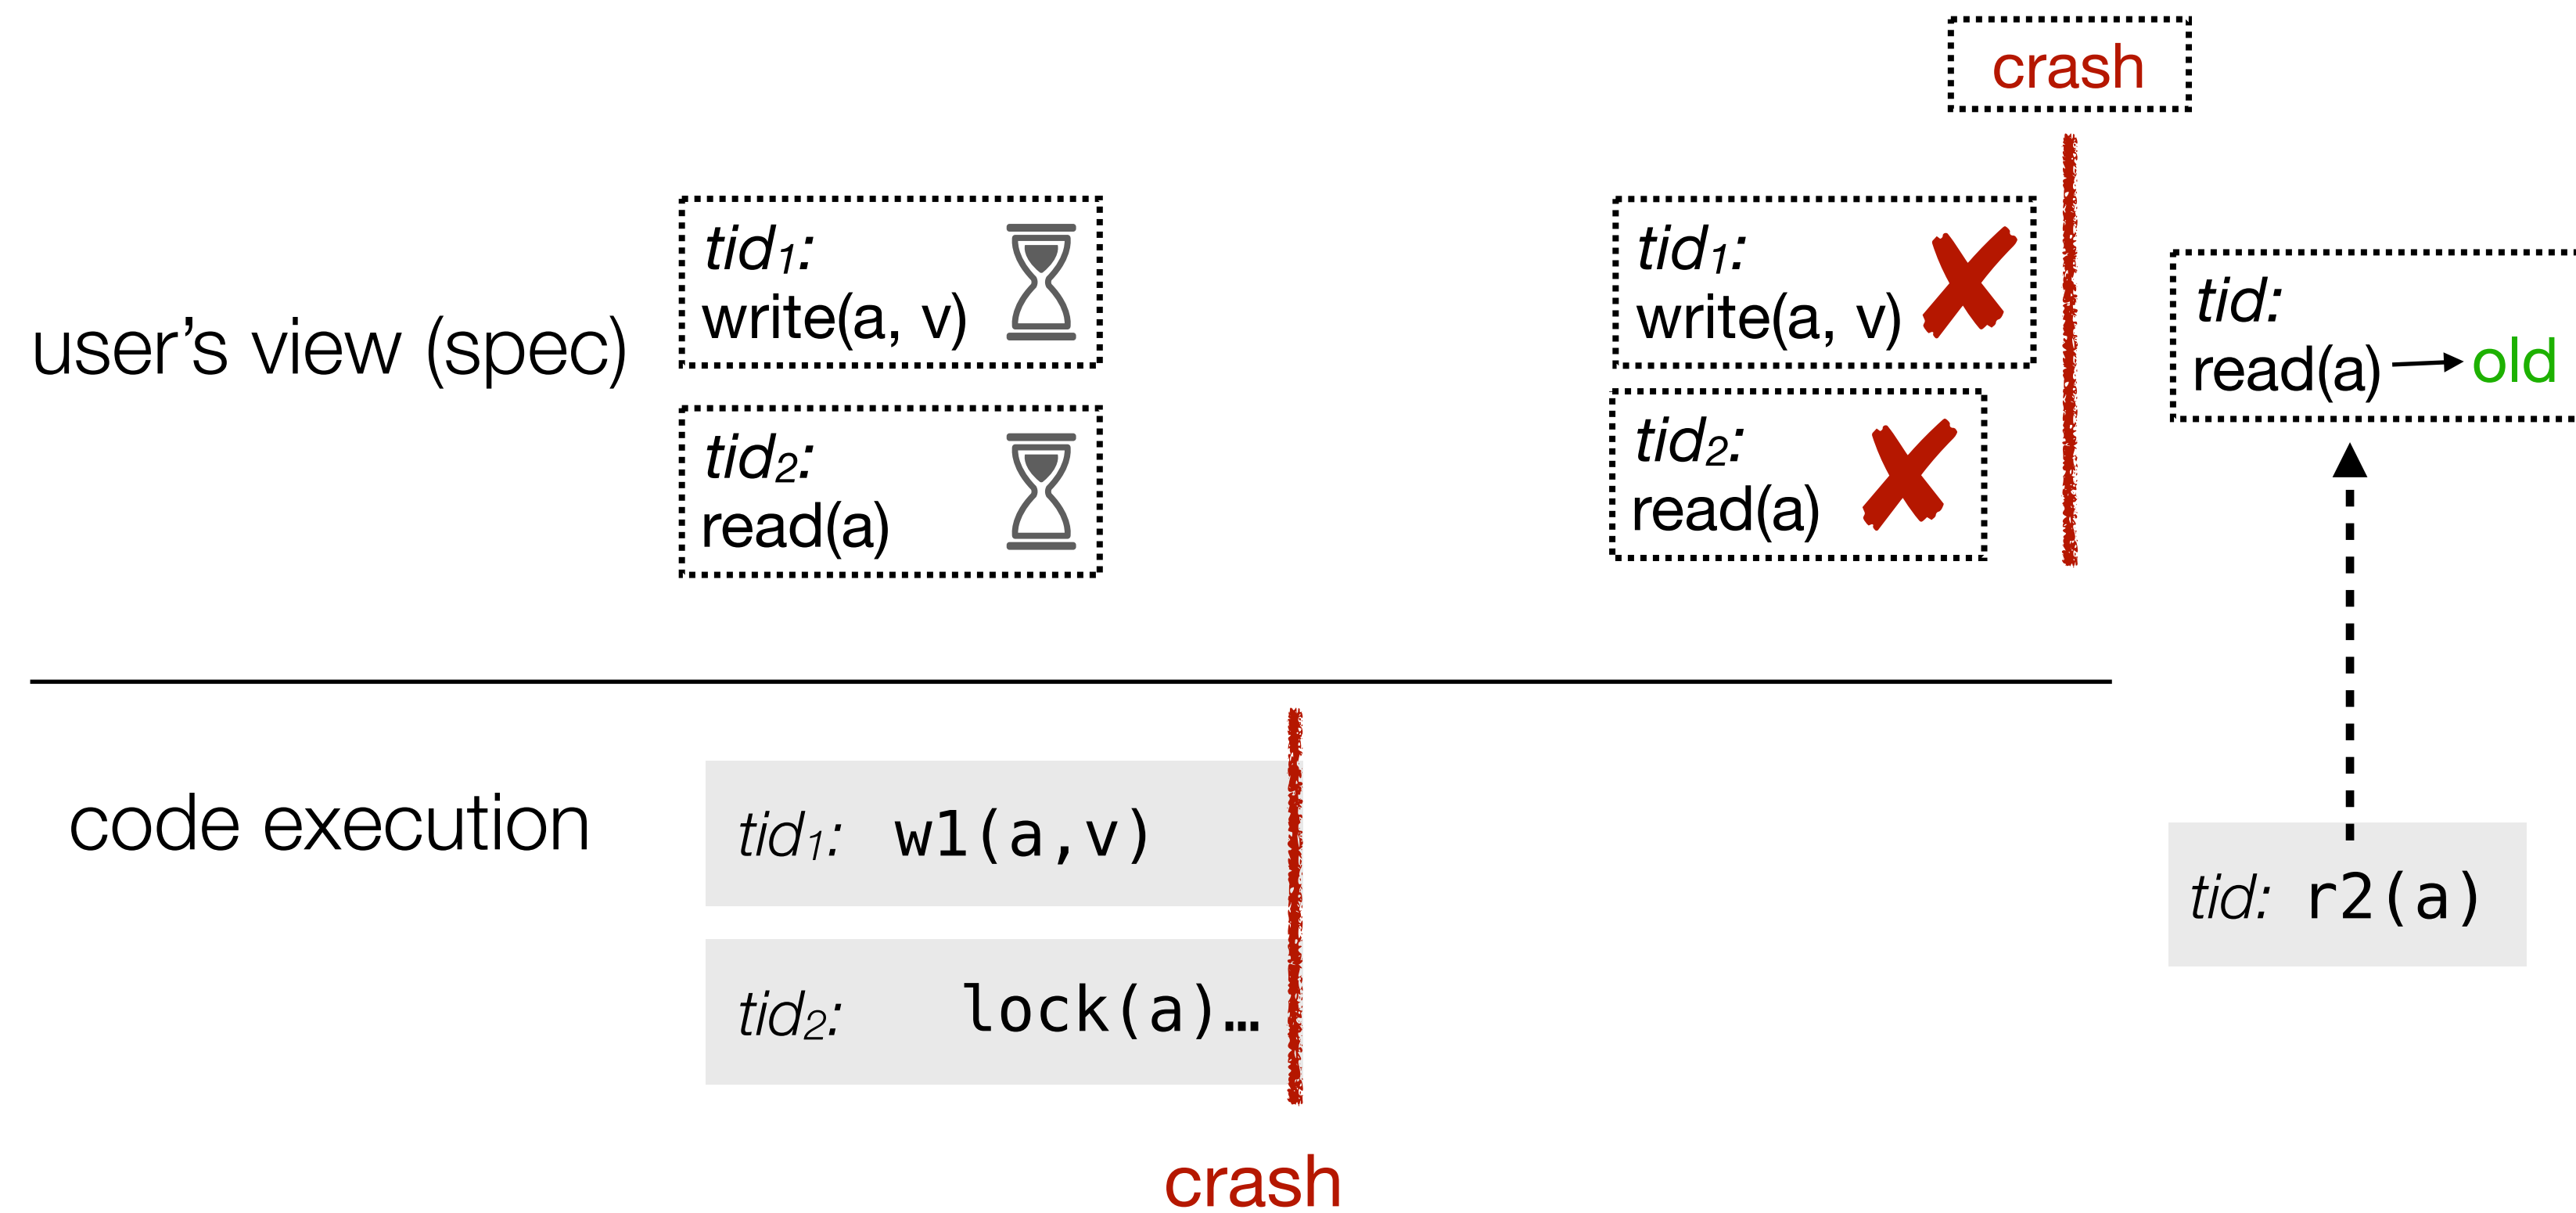 crash
tid₁:
write(a, v)
tid₁:
write(a, v)
tid:
read(a) → old
user’s view (spec)
tid₂:
read(a)
tid₂:
read(a)
code execution
tid₁: w1(a,v)
tid: r2(a)
tid₂: lock(a)…
crash